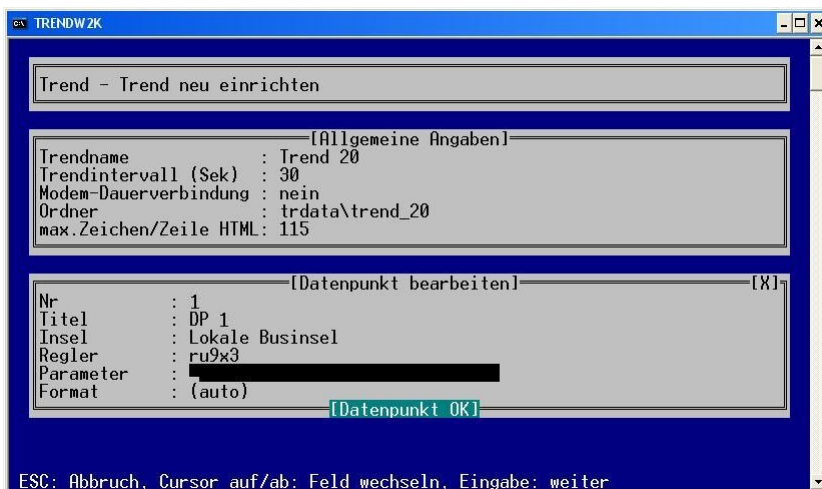 TRENDW2K
Trend - Trend neu einrichten
[Allgemeine Angaben]
Trendname : Trend 20
Trendintervall (Sek) : 30
Modem-Dauerverbindung : nein
Ordner : trdata\trend_20
max.Zeichen/Zeile HTML: 115
[Datenpunkt bearbeiten] [X]
Nr : 1
Titel : DP 1
Insel : Lokale Businsel
Regler : ru9x3
Parameter :
Format : (auto)
[Datenpunkt OK]
ESC: Abbruch, Cursor auf/ab: Feld wechseln, Eingabe: weiter